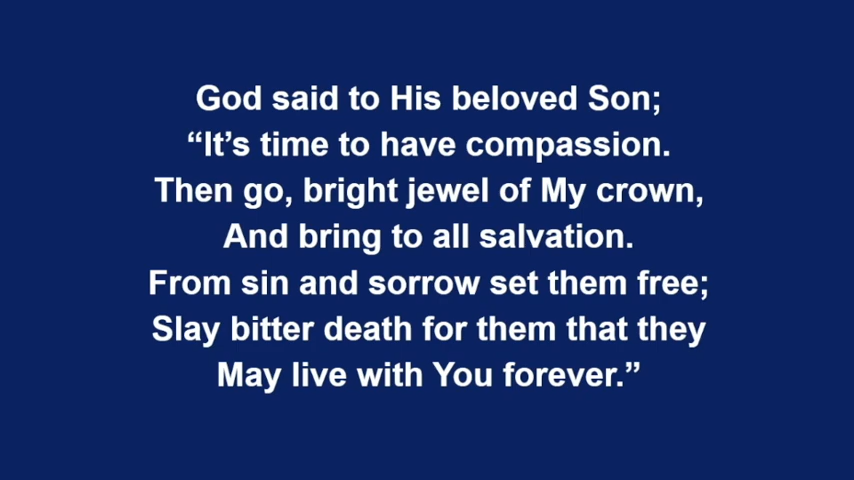 God said to His beloved Son;
“It’s time to have compassion.
Then go, bright jewel of My crown,
And bring to all salvation.
From sin and sorrow set them free;
Slay bitter death for them that they
May live with You forever.”